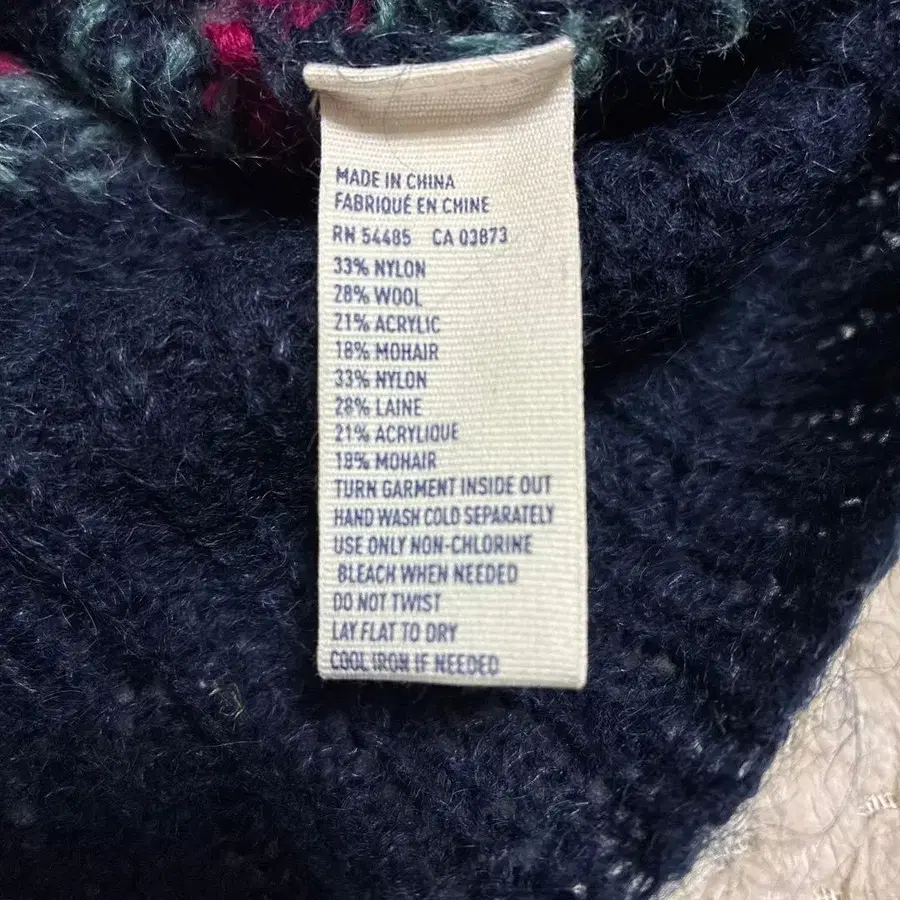 MADE IN CHINA
FABRIQUÉ EN CHINE
RN 54485 CA 03873
33% NYLON
28% WOOL
21% ACRYLIC
18% MOHAIR
33% NYLON
28% LAINE
21% ACRYLIQUE
18% MOHAIR
TURN GARMENT INSIDE OUT
HAND WASH COLD SEPARATELY
USE ONLY NON-CHLORINE
BLEACH WHEN NEEDED
DO NOT TWIST
LAY FLAT TO DRY
COOL IRON IF NEEDED